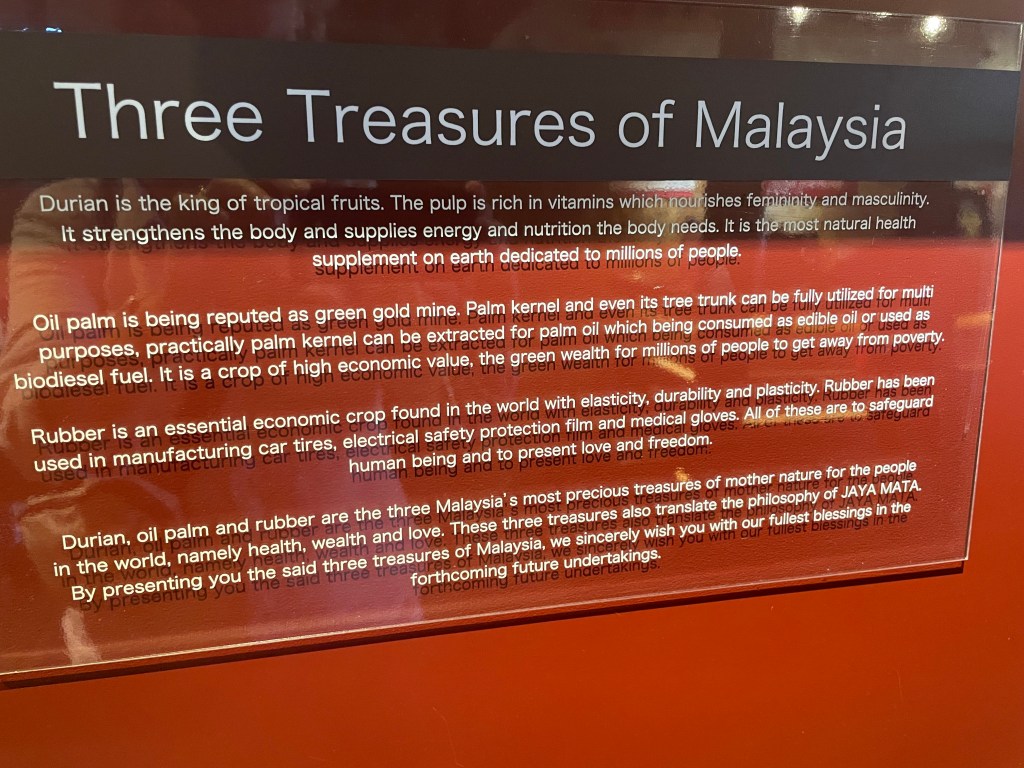 Three Treasures of Malaysia
Durian is the king of tropical fruits. The pulp is rich in vitamins which nourishes femininity and masculinity.
It strengthens the body and supplies energy and nutrition the body needs. It is the most natural health
supplement on earth dedicated to millions of people.
Oil palm is being reputed as green gold mine. Palm kernel and even its tree trunk can be fully utilized for multi
purposes, practically palm kernel can be extracted for palm oil which being consumed as edible oil or used as
biodiesel fuel. It is a crop of high economic value, the green wealth for millions of people to get away from poverty.
Rubber is an essential economic crop found in the world with elasticity, durability and plasticity. Rubber has been
used in manufacturing car tires, electrical safety protection film and medical gloves. All of these are to safeguard
human being and to present love and freedom.
Durian, oil palm and rubber are the three Malaysia's most precious treasures of mother nature for the people
in the world, namely health, wealth and love. These three treasures also translate the philosophy of JAYA MATA.
By presenting you the said three treasures of Malaysia, we sincerely wish you with our fullest blessings in the
forthcoming future undertakings.